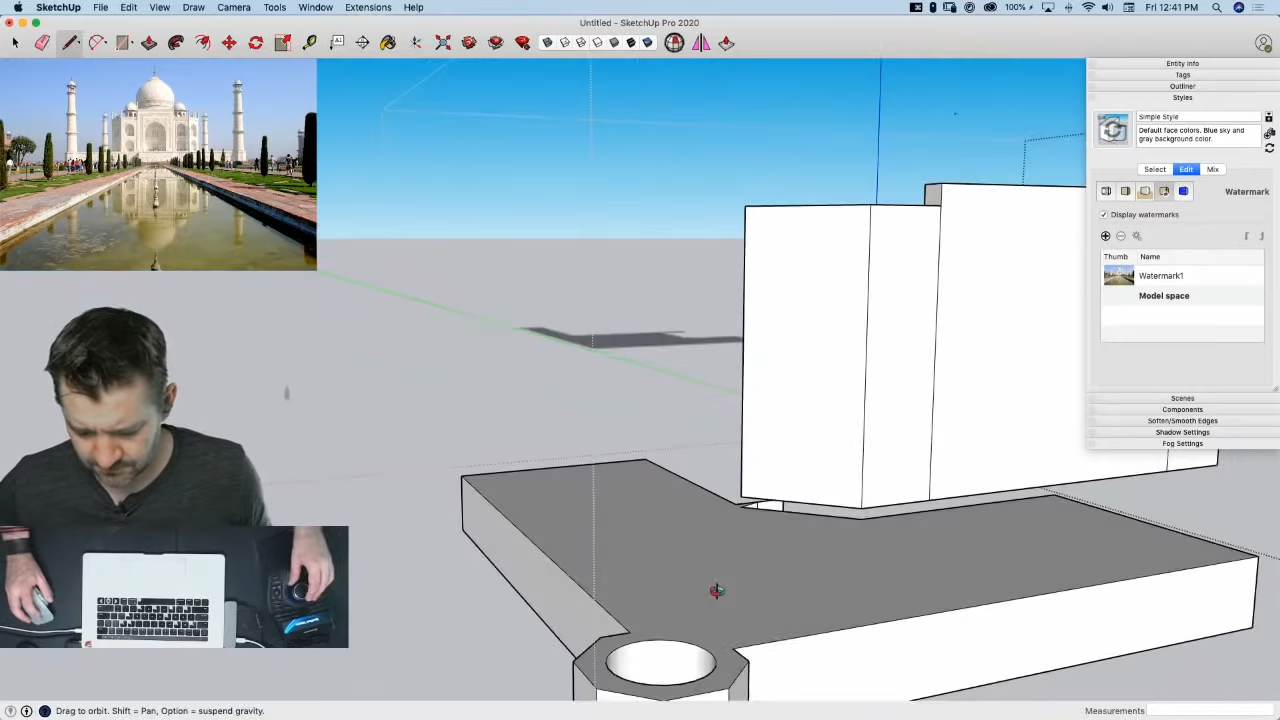 SketchUp File Edit View Draw Camera Tools Window Extensions Help 100% Fri 12:41 PM
Untitled - SketchUp Pro 2020
Entity Info
Tags
Outliner
Styles
Simple Style
Default face colors. Blue sky and
gray background color.
Select Edit Mix
Watermark
Display watermarks
Thumb Name
Watermark1
Model space
Scenes
Components
Soften/Smooth Edges
Shadow Settings
Fog Settings
Drag to orbit. Shift = Pan, Option = suspend gravity.
Measurements